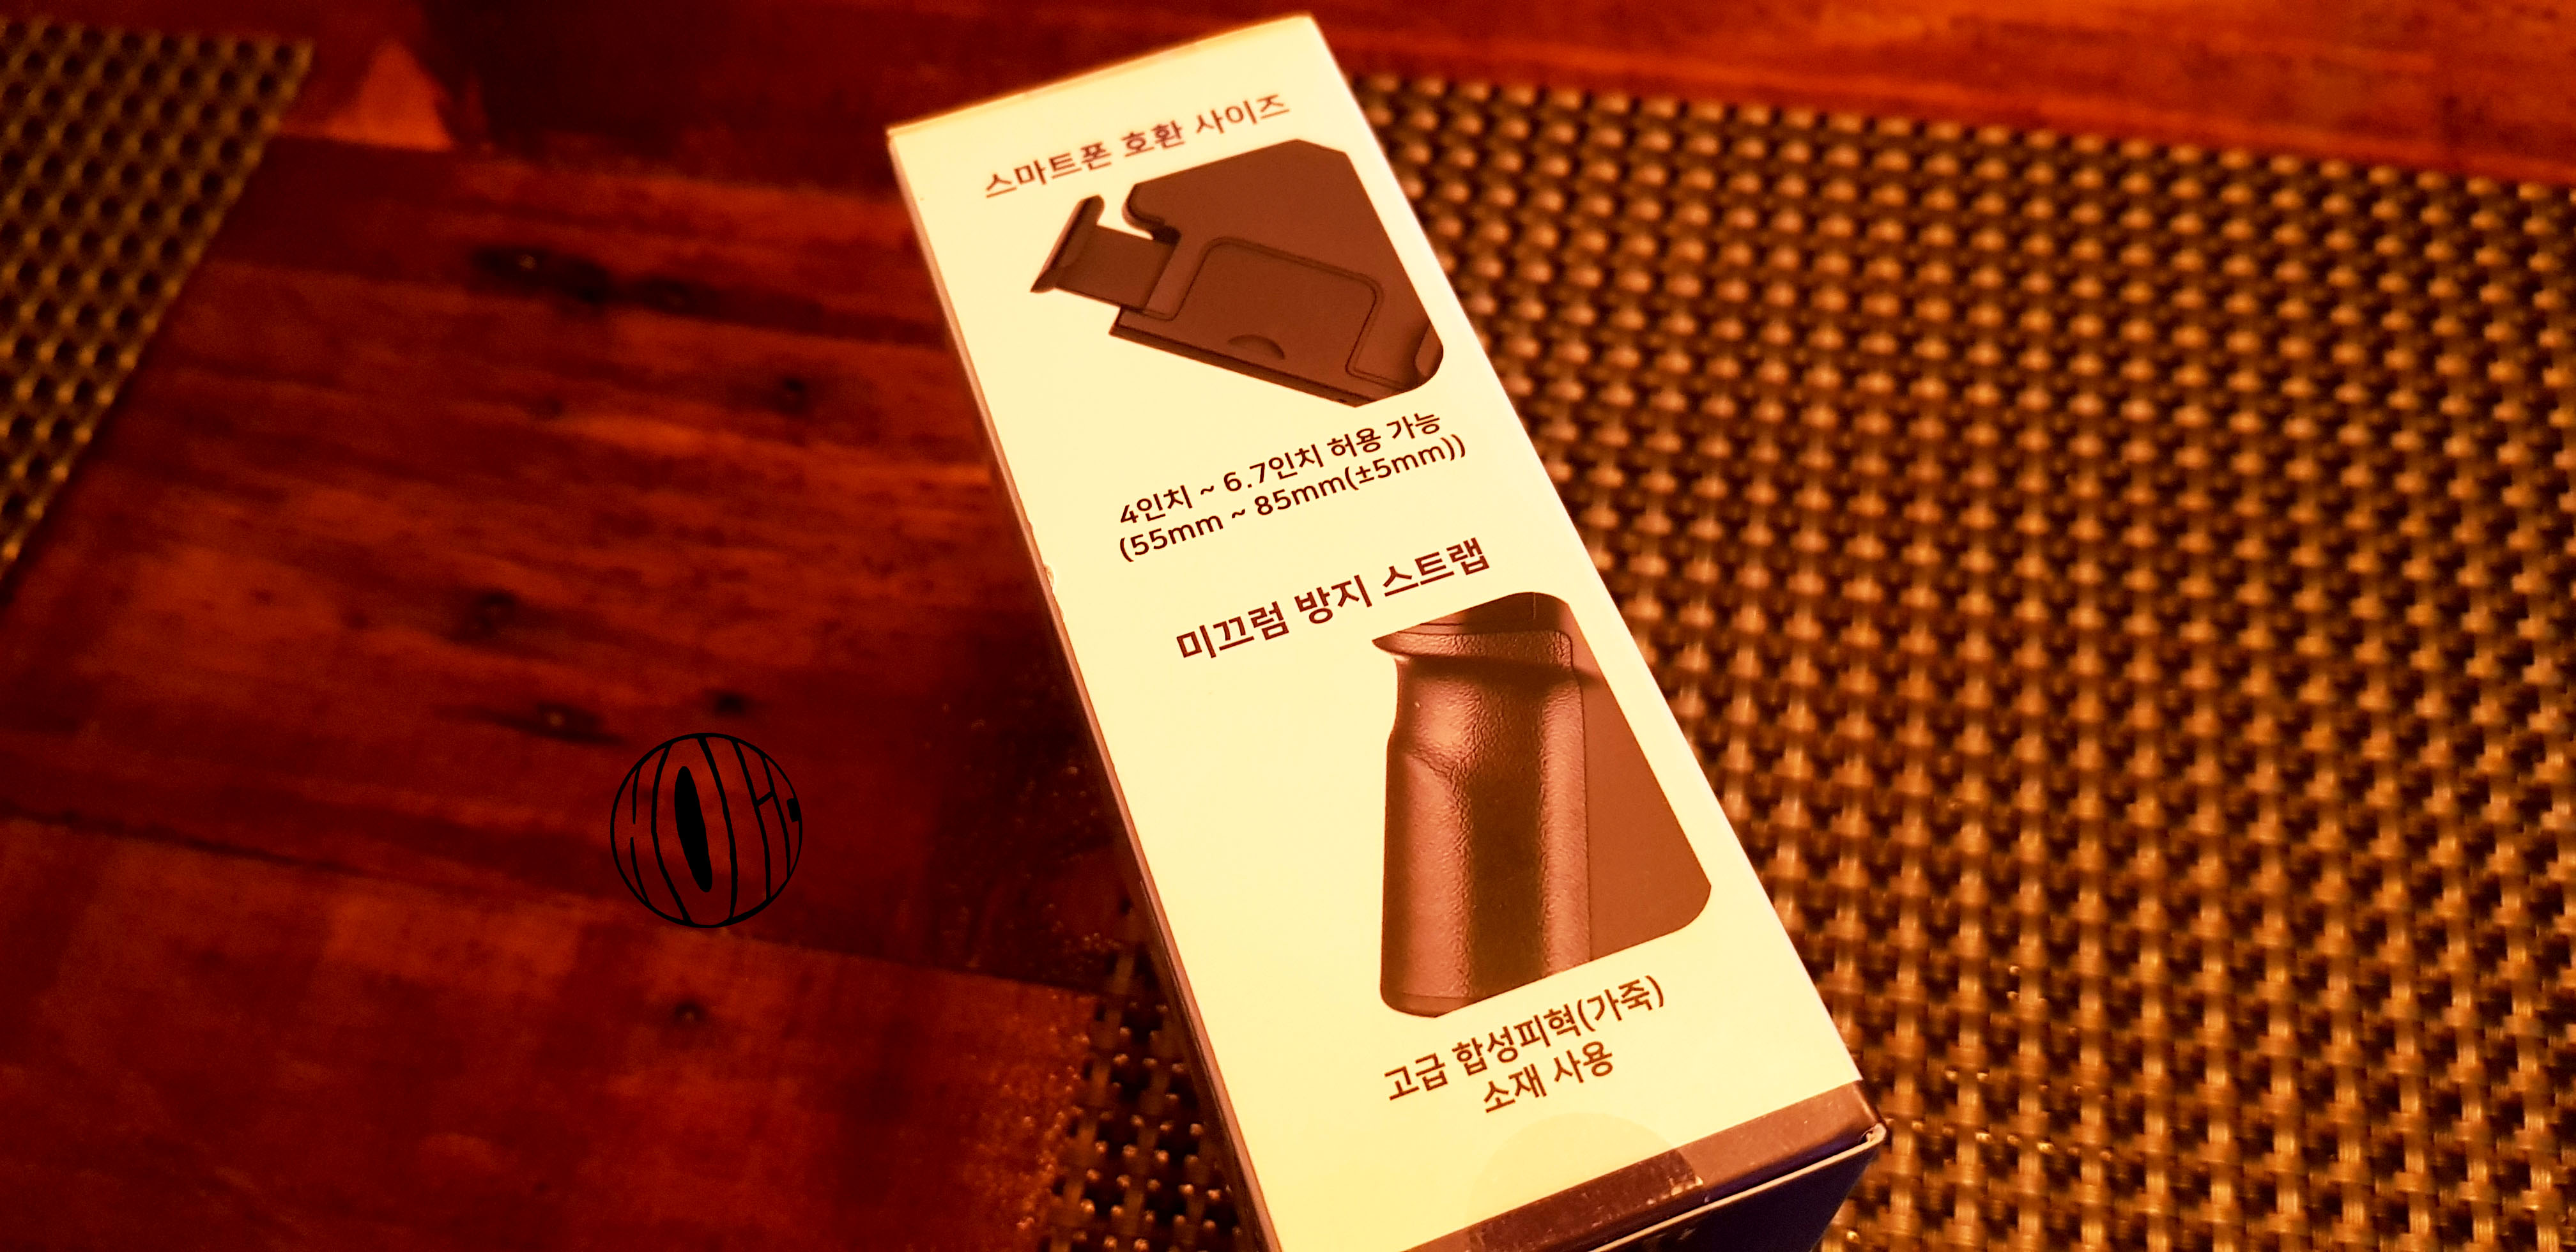 스마트폰 호환 사이즈
4인치 ~ 6.7인치 허용 가능
(55mm ~ 85mm(±5mm))
미끄럼 방지 스트랩
고급 합성피혁(가죽)
소재 사용